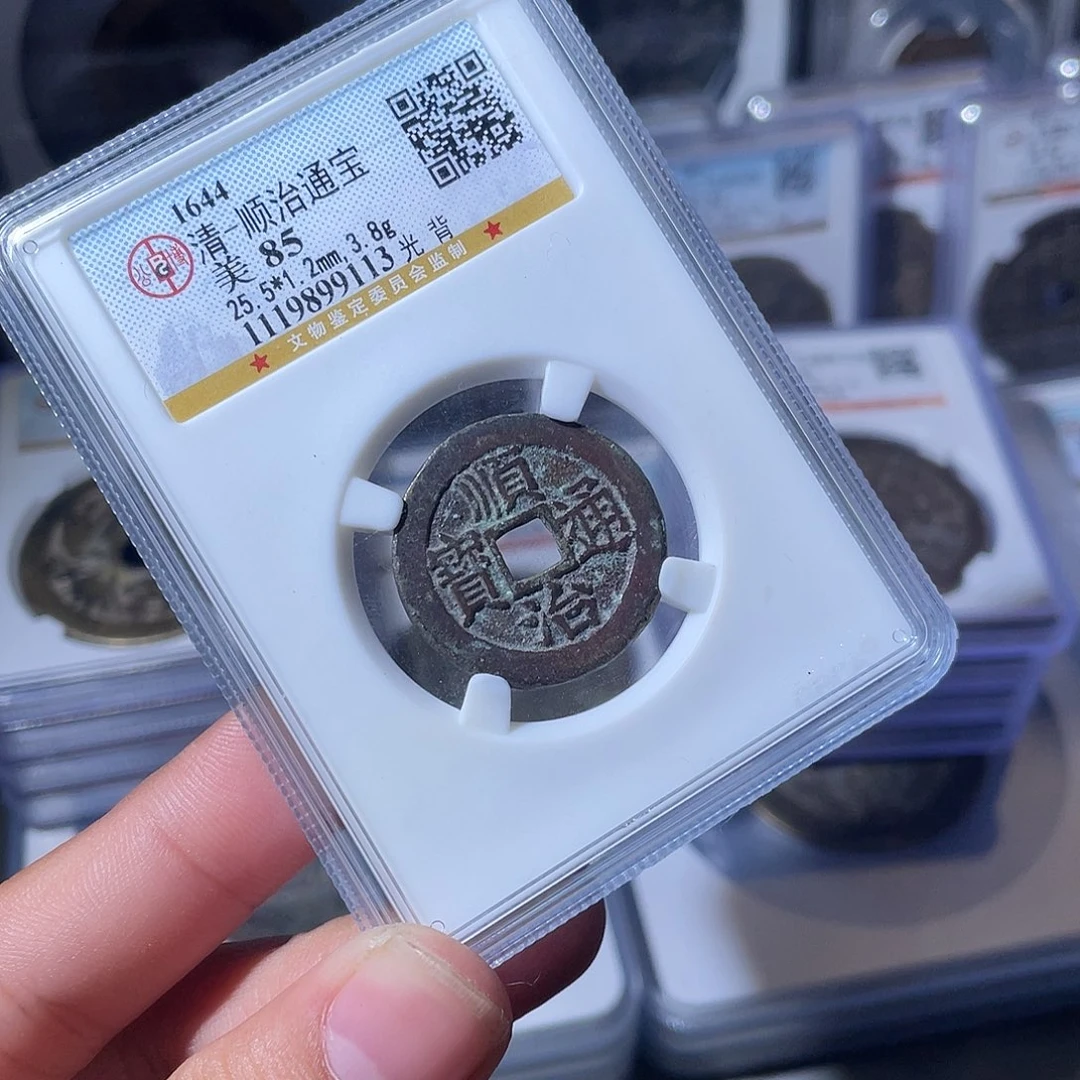 1644
清-顺治通宝
美 85
25.5*1.2mm,3.8g
1119899113 光背
文物鉴定委员会监制
順治通寳